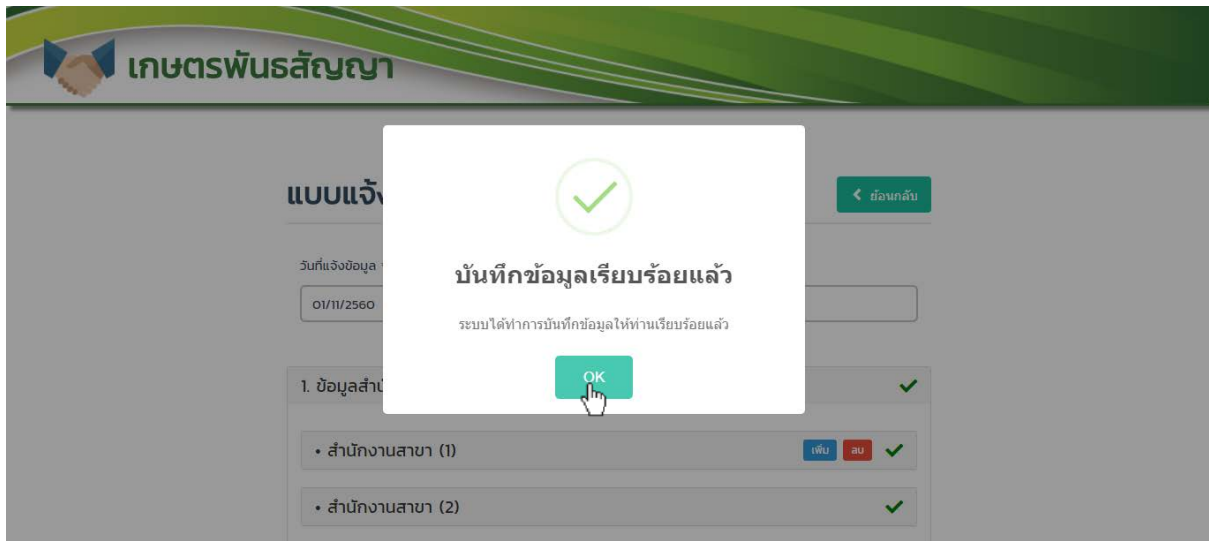 เกษตรพันธสัญญา
แบบแจ้ง
ย้อนกลับ
วันที่แจ้งข้อมูล
01/11/2560
บันทึกข้อมูลเรียบร้อยแล้ว
ระบบได้ทำการบันทึกข้อมูลให้ท่านเรียบร้อยแล้ว
OK
1. ข้อมูลสำนั
• สำนักงานสาขา (1) เพิ่ม ลบ
• สำนักงานสาขา (2)